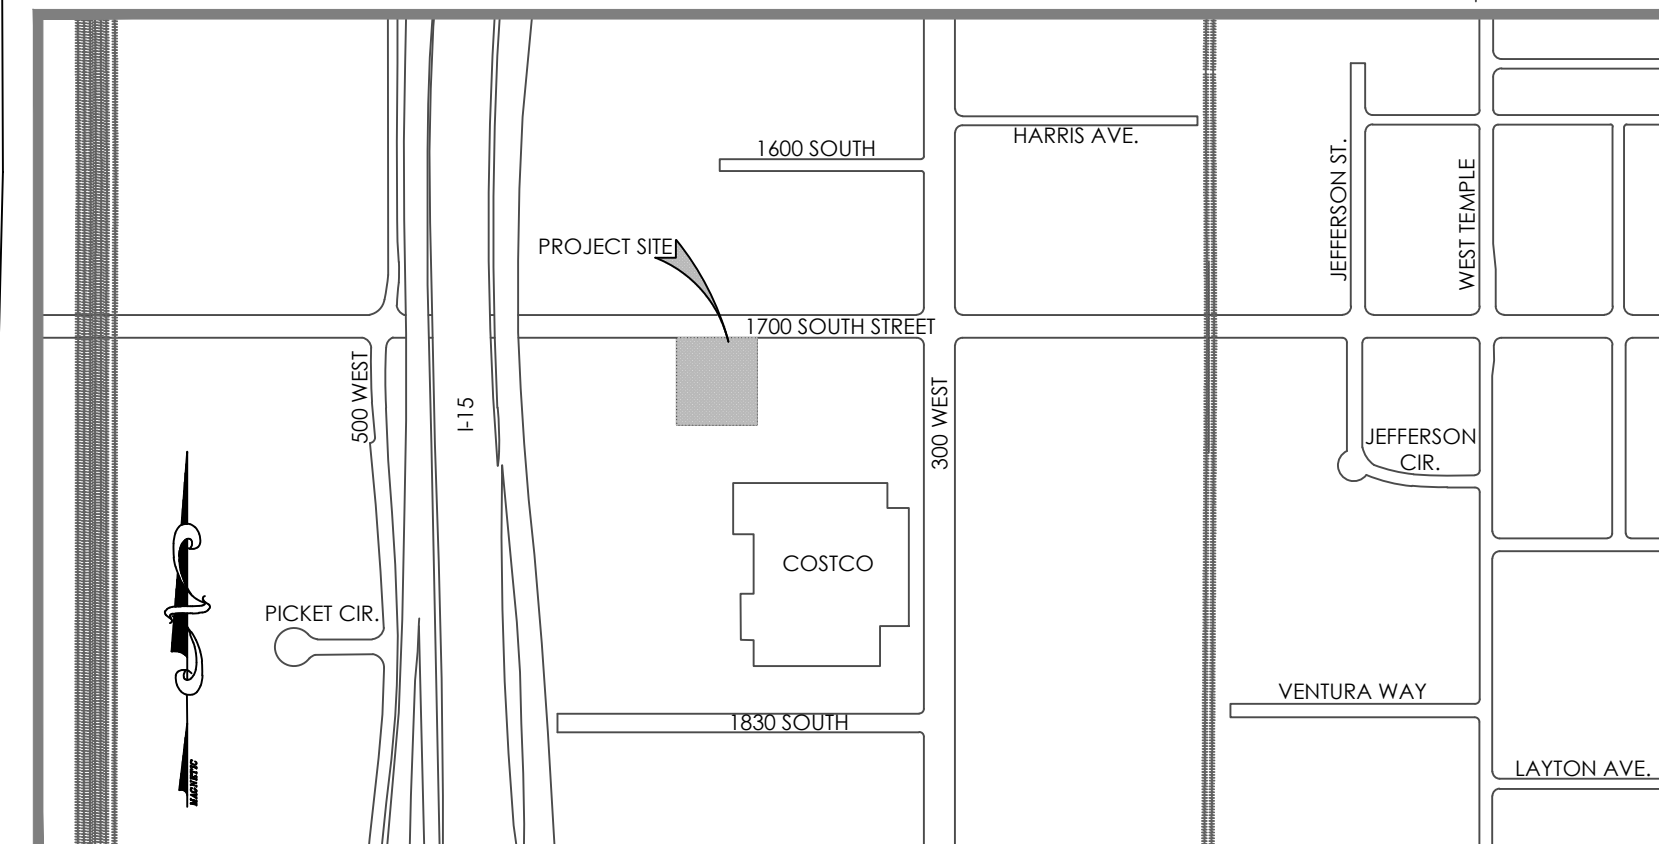 HARRIS AVE.
1600 SOUTH
JEFFERSON ST.
WEST TEMPLE
PROJECT SITE
1700 SOUTH STREET
500 WEST
I-15
300 WEST
JEFFERSON
CIR.
COSTCO
PICKET CIR.
VENTURA WAY
1830 SOUTH
LAYTON AVE.
MAGNETIC